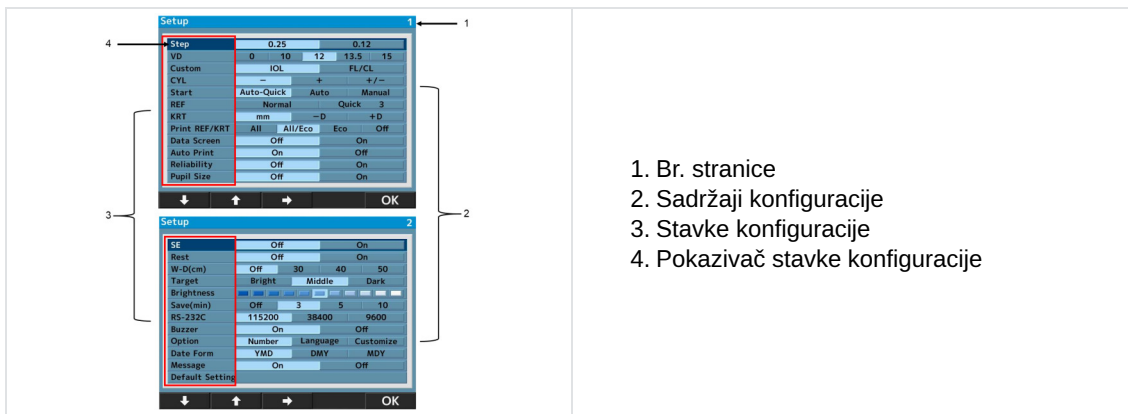 Setup 1
1
4
Step 0.25 0.12
VD 0 10 12 13.5 15
Custom IOL FL/CL
CYL − + +/−
Start Auto-Quick Auto Manual
REF Normal Quick 3
KRT mm −D +D
Print REF/KRT All All/Eco Eco Off
Data Screen Off On
Auto Print On Off
Reliability Off On
Pupil Size Off On
OK
3
2
Setup 2
SE Off On
Rest Off On
W-D(cm) Off 30 40 50
Target Bright Middle Dark
Brightness
Save(min) Off 3 5 10
RS-232C 115200 38400 9600
Buzzer On Off
Option Number Language Customize
Date Form YMD DMY MDY
Message On Off
Default Setting
OK
1. Br. stranice
2. Sadržaji konfiguracije
3. Stavke konfiguracije
4. Pokazivač stavke konfiguracije